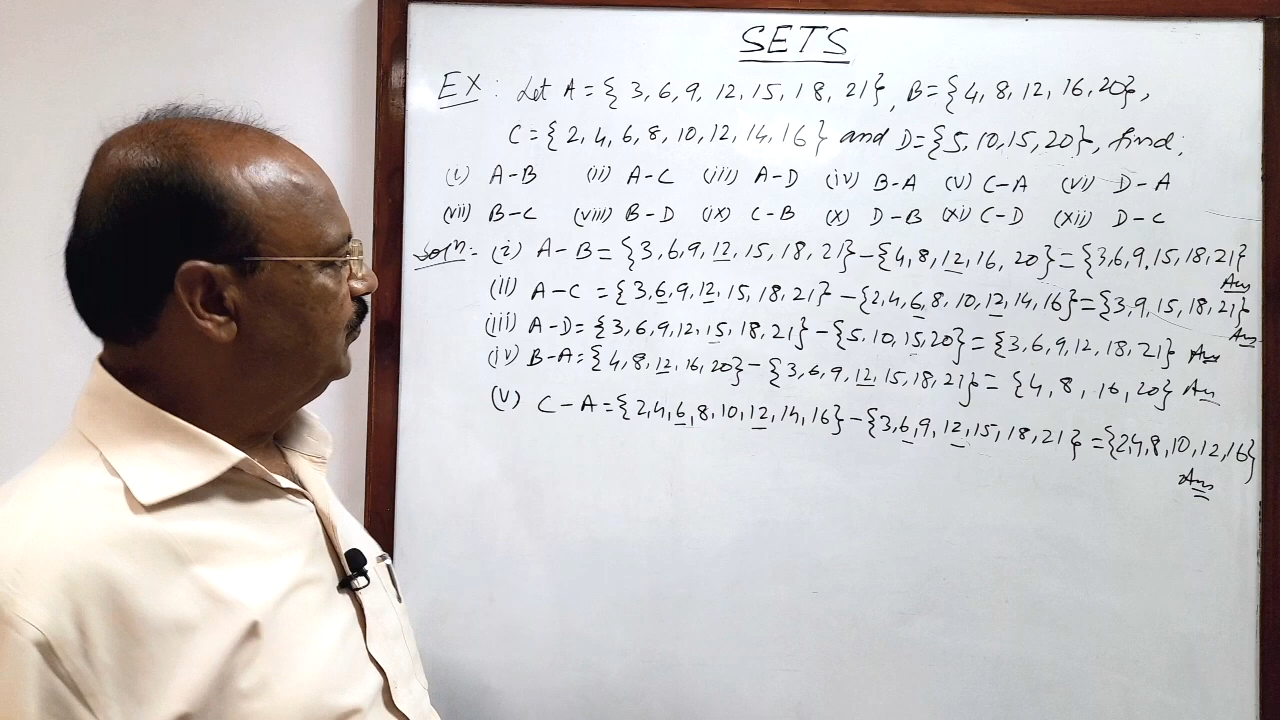 SETS
EX: Let A = {3, 6, 9, 12, 15, 18, 21}, B = {4, 8, 12, 16, 20},
C = {2, 4, 6, 8, 10, 12, 14, 16} and D = {5, 10, 15, 20}, find:
(i) A-B (ii) A-C (iii) A-D (iv) B-A (v) C-A (vi) D-A
(vii) B-C (viii) B-D (ix) C-B (x) D-B (xi) C-D (xii) D-C
Soln:- (i) A-B = {3, 6, 9, 12, 15, 18, 21} - {4, 8, 12, 16, 20} = {3, 6, 9, 15, 18, 21} Ans
(ii) A-C = {3, 6, 9, 12, 15, 18, 21} - {2, 4, 6, 8, 10, 12, 14, 16} = {3, 9, 15, 18, 21} Ans
(iii) A-D = {3, 6, 9, 12, 15, 18, 21} - {5, 10, 15, 20} = {3, 6, 9, 12, 18, 21} Ans
(iv) B-A = {4, 8, 12, 16, 20} - {3, 6, 9, 12, 15, 18, 21} = {4, 8, 16, 20} An
(v) C-A = {2, 4, 6, 8, 10, 12, 14, 16} - {3, 6, 9, 12, 15, 18, 21} = {2, 4, 8, 10, 12, 16}
Ans